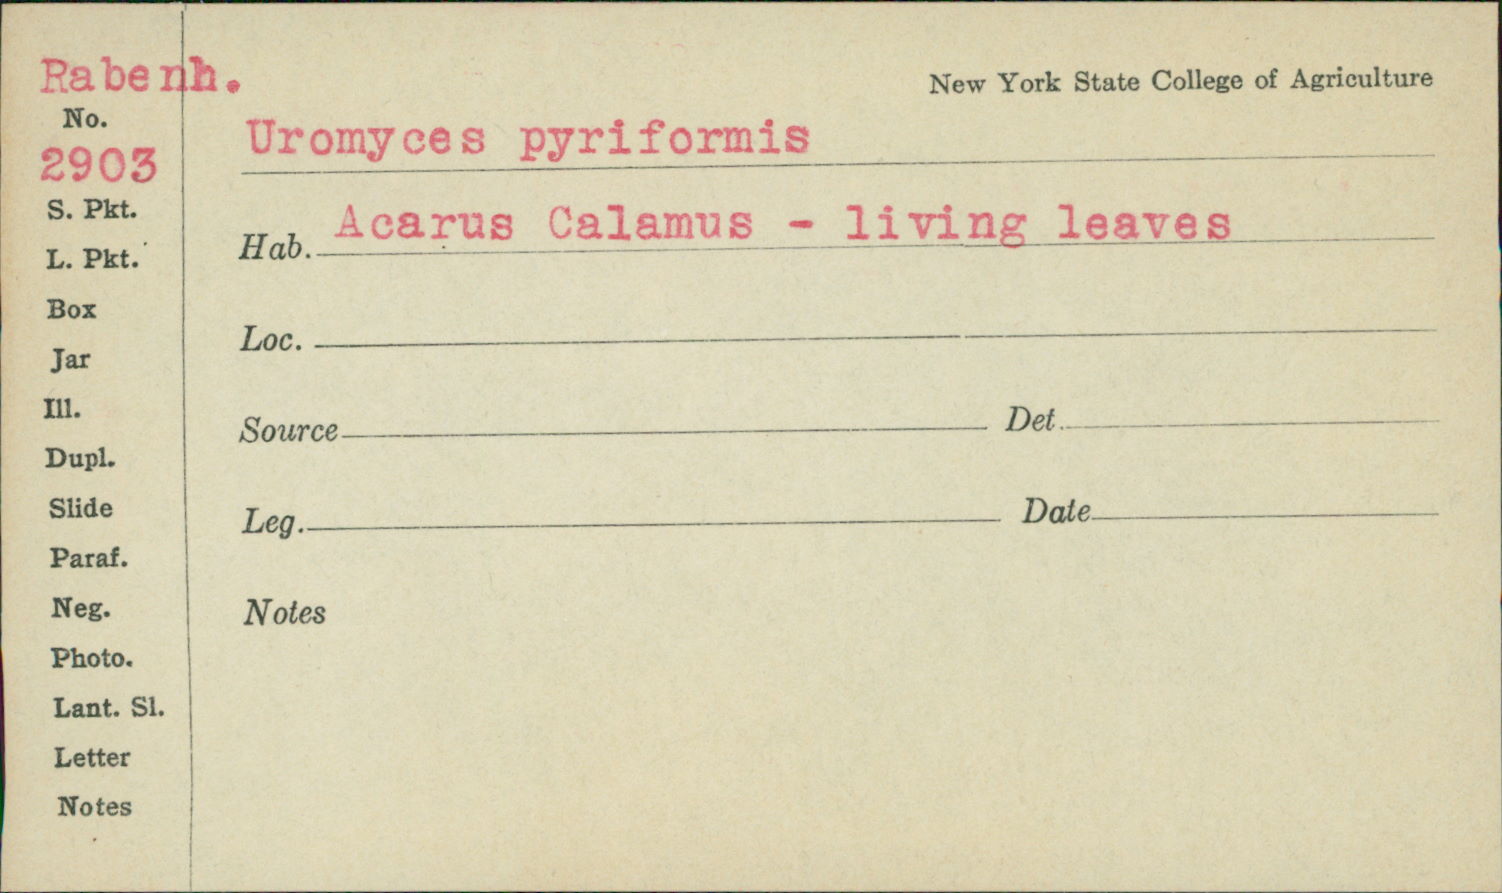 Rabenh.
New York State College of Agriculture
No.
2903
Uromyces pyriformis
S. Pkt.
Hab. Acarus Calamus - living leaves
L. Pkt.
Box
Loc.
Jar
Ill.
Source Det.
Dupl.
Slide
Leg. Date
Paraf.
Neg.
Notes
Photo.
Lant. Sl.
Letter
Notes